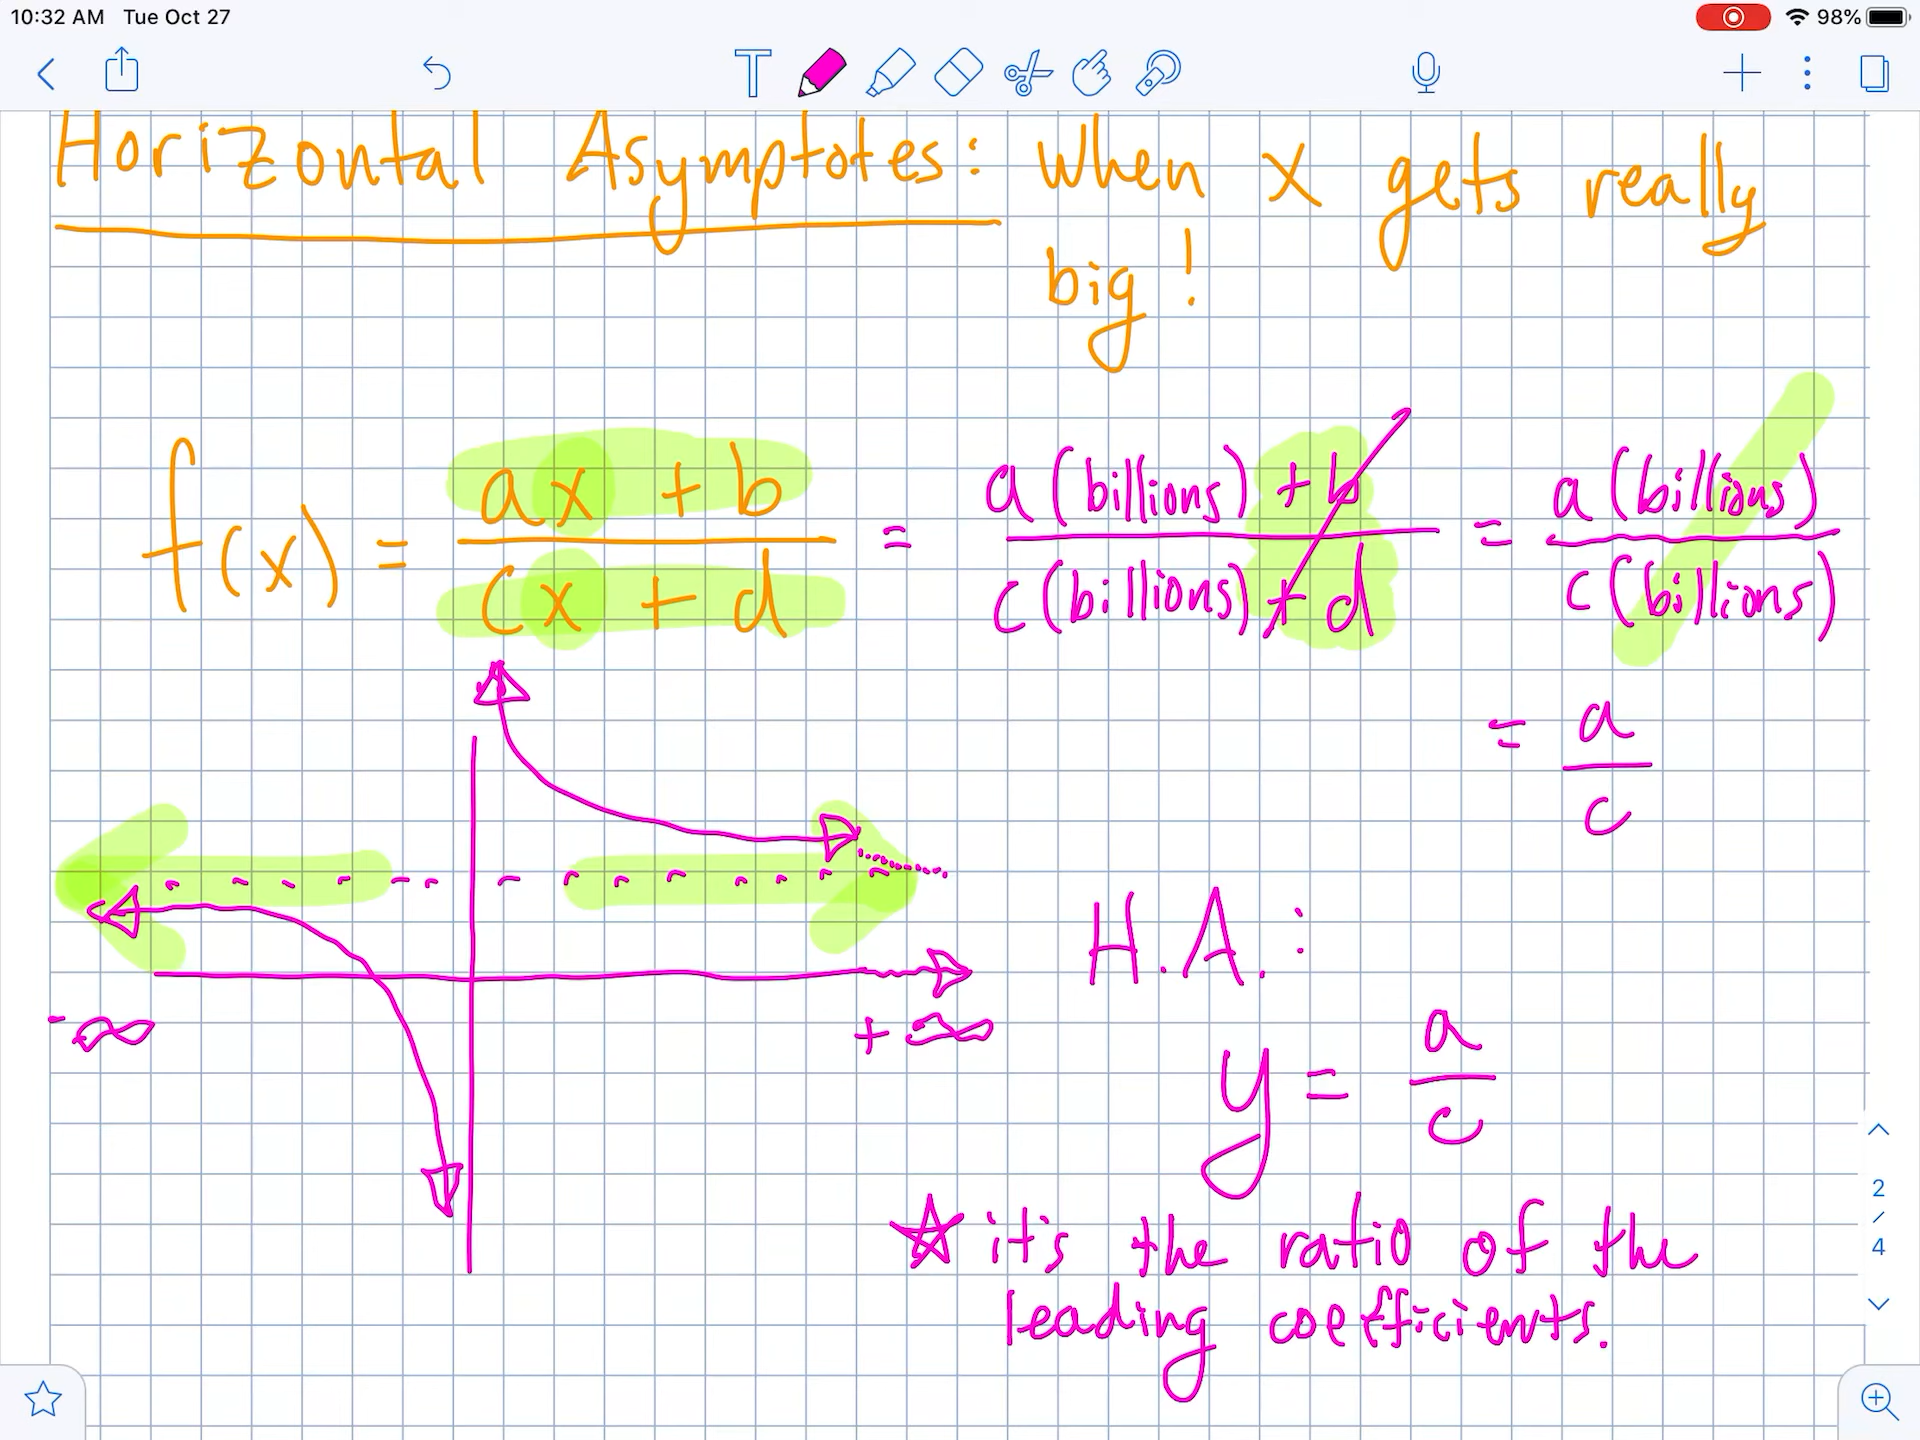 10:32 AM Tue Oct 27
98%
Horizontal Asymptotes: when x gets really
big!
f(x) = ax + b / cx + d = a (billions) + b / c (billions) + d = a (billions) / c (billions)
= a / c
-∞
+ ∞
H.A.:
y = a / c
☆ it's the ratio of the
leading coefficients.
2
/
4